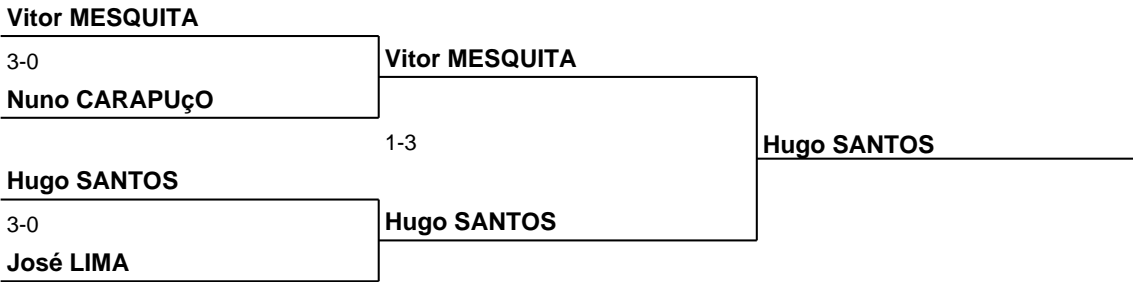 Vitor MESQUITA
3-0
Vitor MESQUITA
Nuno CARAPUçO
1-3
Hugo SANTOS
Hugo SANTOS
3-0
Hugo SANTOS
José LIMA